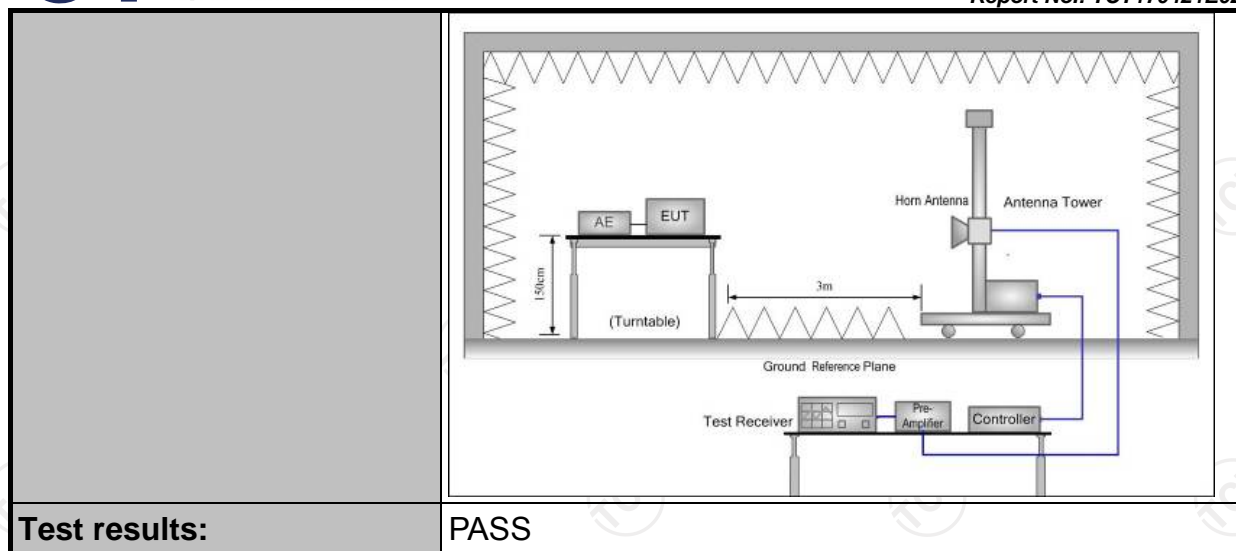 Horn Antenna
Antenna Tower
AE
EUT
150cm
3m
(Turntable)
Ground Reference Plane
Test Receiver
Pre-
Amplifier
Controller
Test results:
PASS